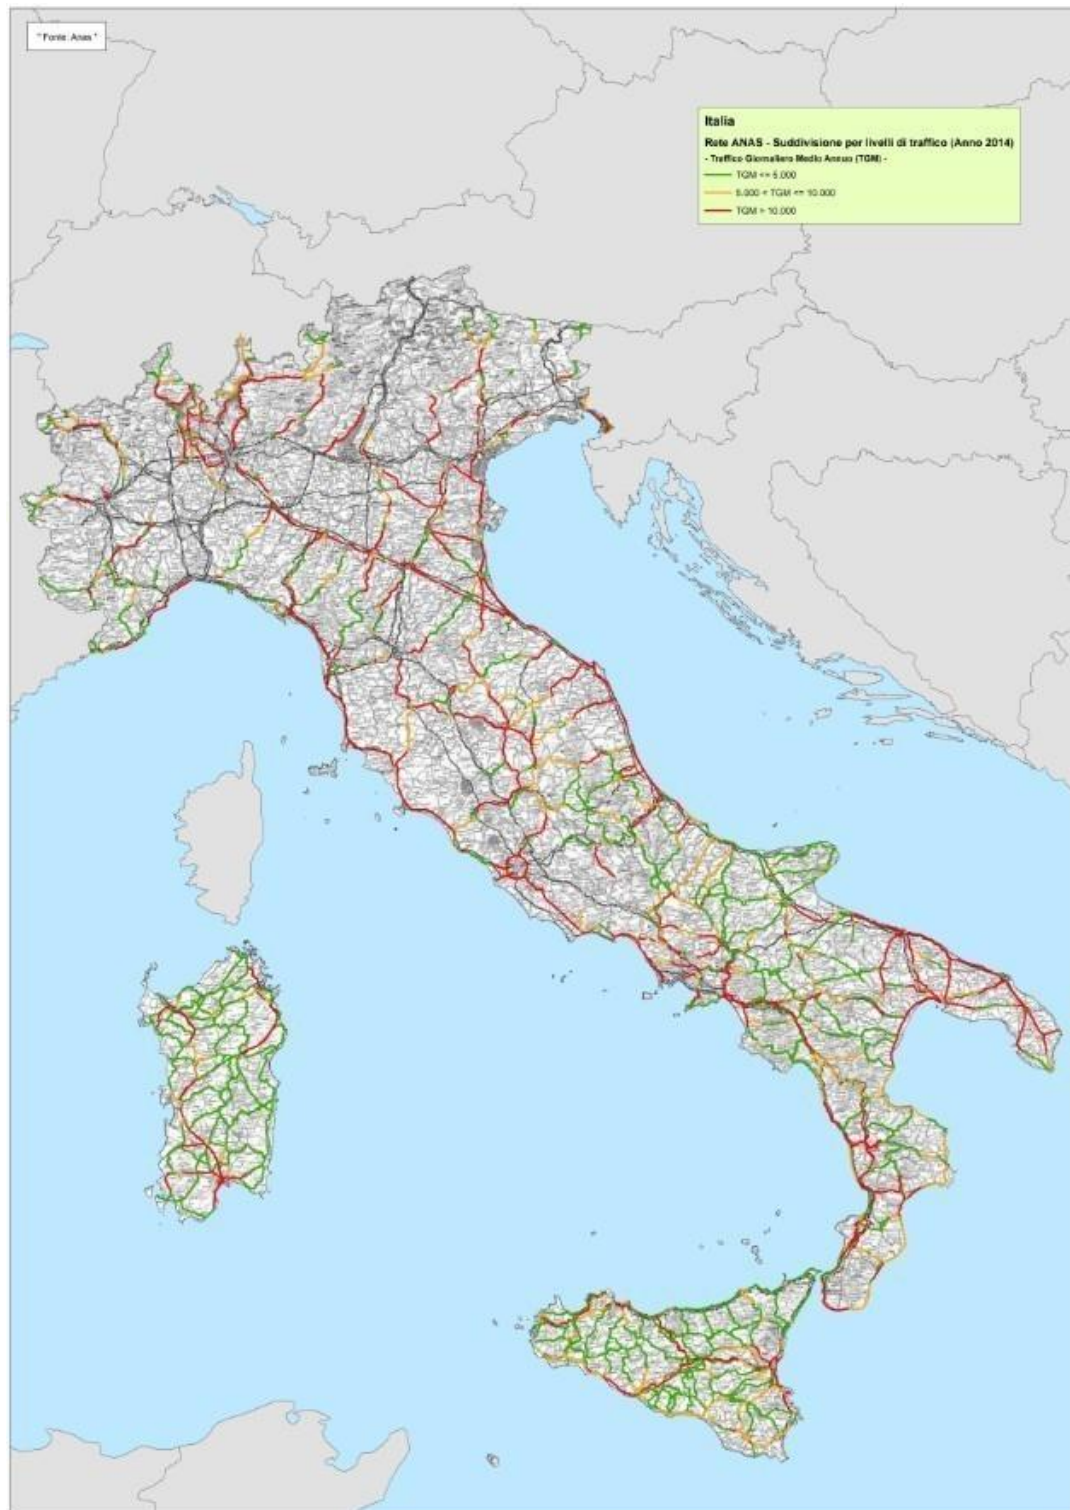 " Fonte: Anas "
Italia
Rete ANAS - Suddivisione per livelli di traffico (Anno 2014)
- Traffico Giornaliero Medio Annuo (TGM) -
TGM <= 5.000
5.000 < TGM <= 10.000
TGM > 10.000